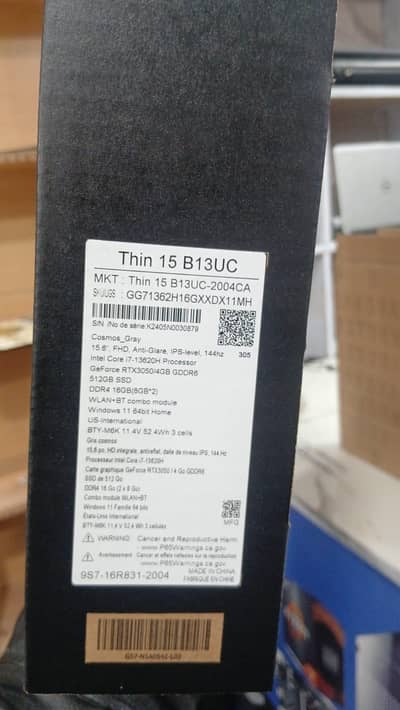 Thin 15 B13UC
MKT : Thin 15 B13UC-2004CA
SKU/UGS : GG71362H16GXXDX11MH
S/N /No de série:K2405N0030879
Cosmos_Gray
305
15.6", FHD, Anti-Glare, IPS-level, 144hz
Intel Core i7-13620H Processor
GeForce RTX3050/4GB GDDR6
512GB SSD
DDR4 16GB(8GB*2)
WLAN+BT combo module
Windows 11 64bit Home
US-International
BTY-M6K 11.4V 52.4Wh 3 cells
Gris cosmos
15,6 po, HD intégrale, antireflet, dalle de niveau IPS, 144 Hz
Processeur Intel Core i7-13620H
Carte graphique GeForce RTX3050 / 4 Go GDDR6
SSD de 512 Go
DDR4 16 Go (2 x 8 Go)
Combo module WLAN+BT
Windows 11 Famille 64 bits
États-Unis International
BTY-M6K 11,4 V 52,4 Wh 3 cellules
MFG
WARNING: Cancer and Reproductive Harm
www.P65Warnings.ca.gov
Avertissement : Cancer et effets néfastes sur la reproduction
www.P65Warnings.ca.gov
MADE IN CHINA
9S7-16R831-2004
FABRIQUÉ EN CHINE